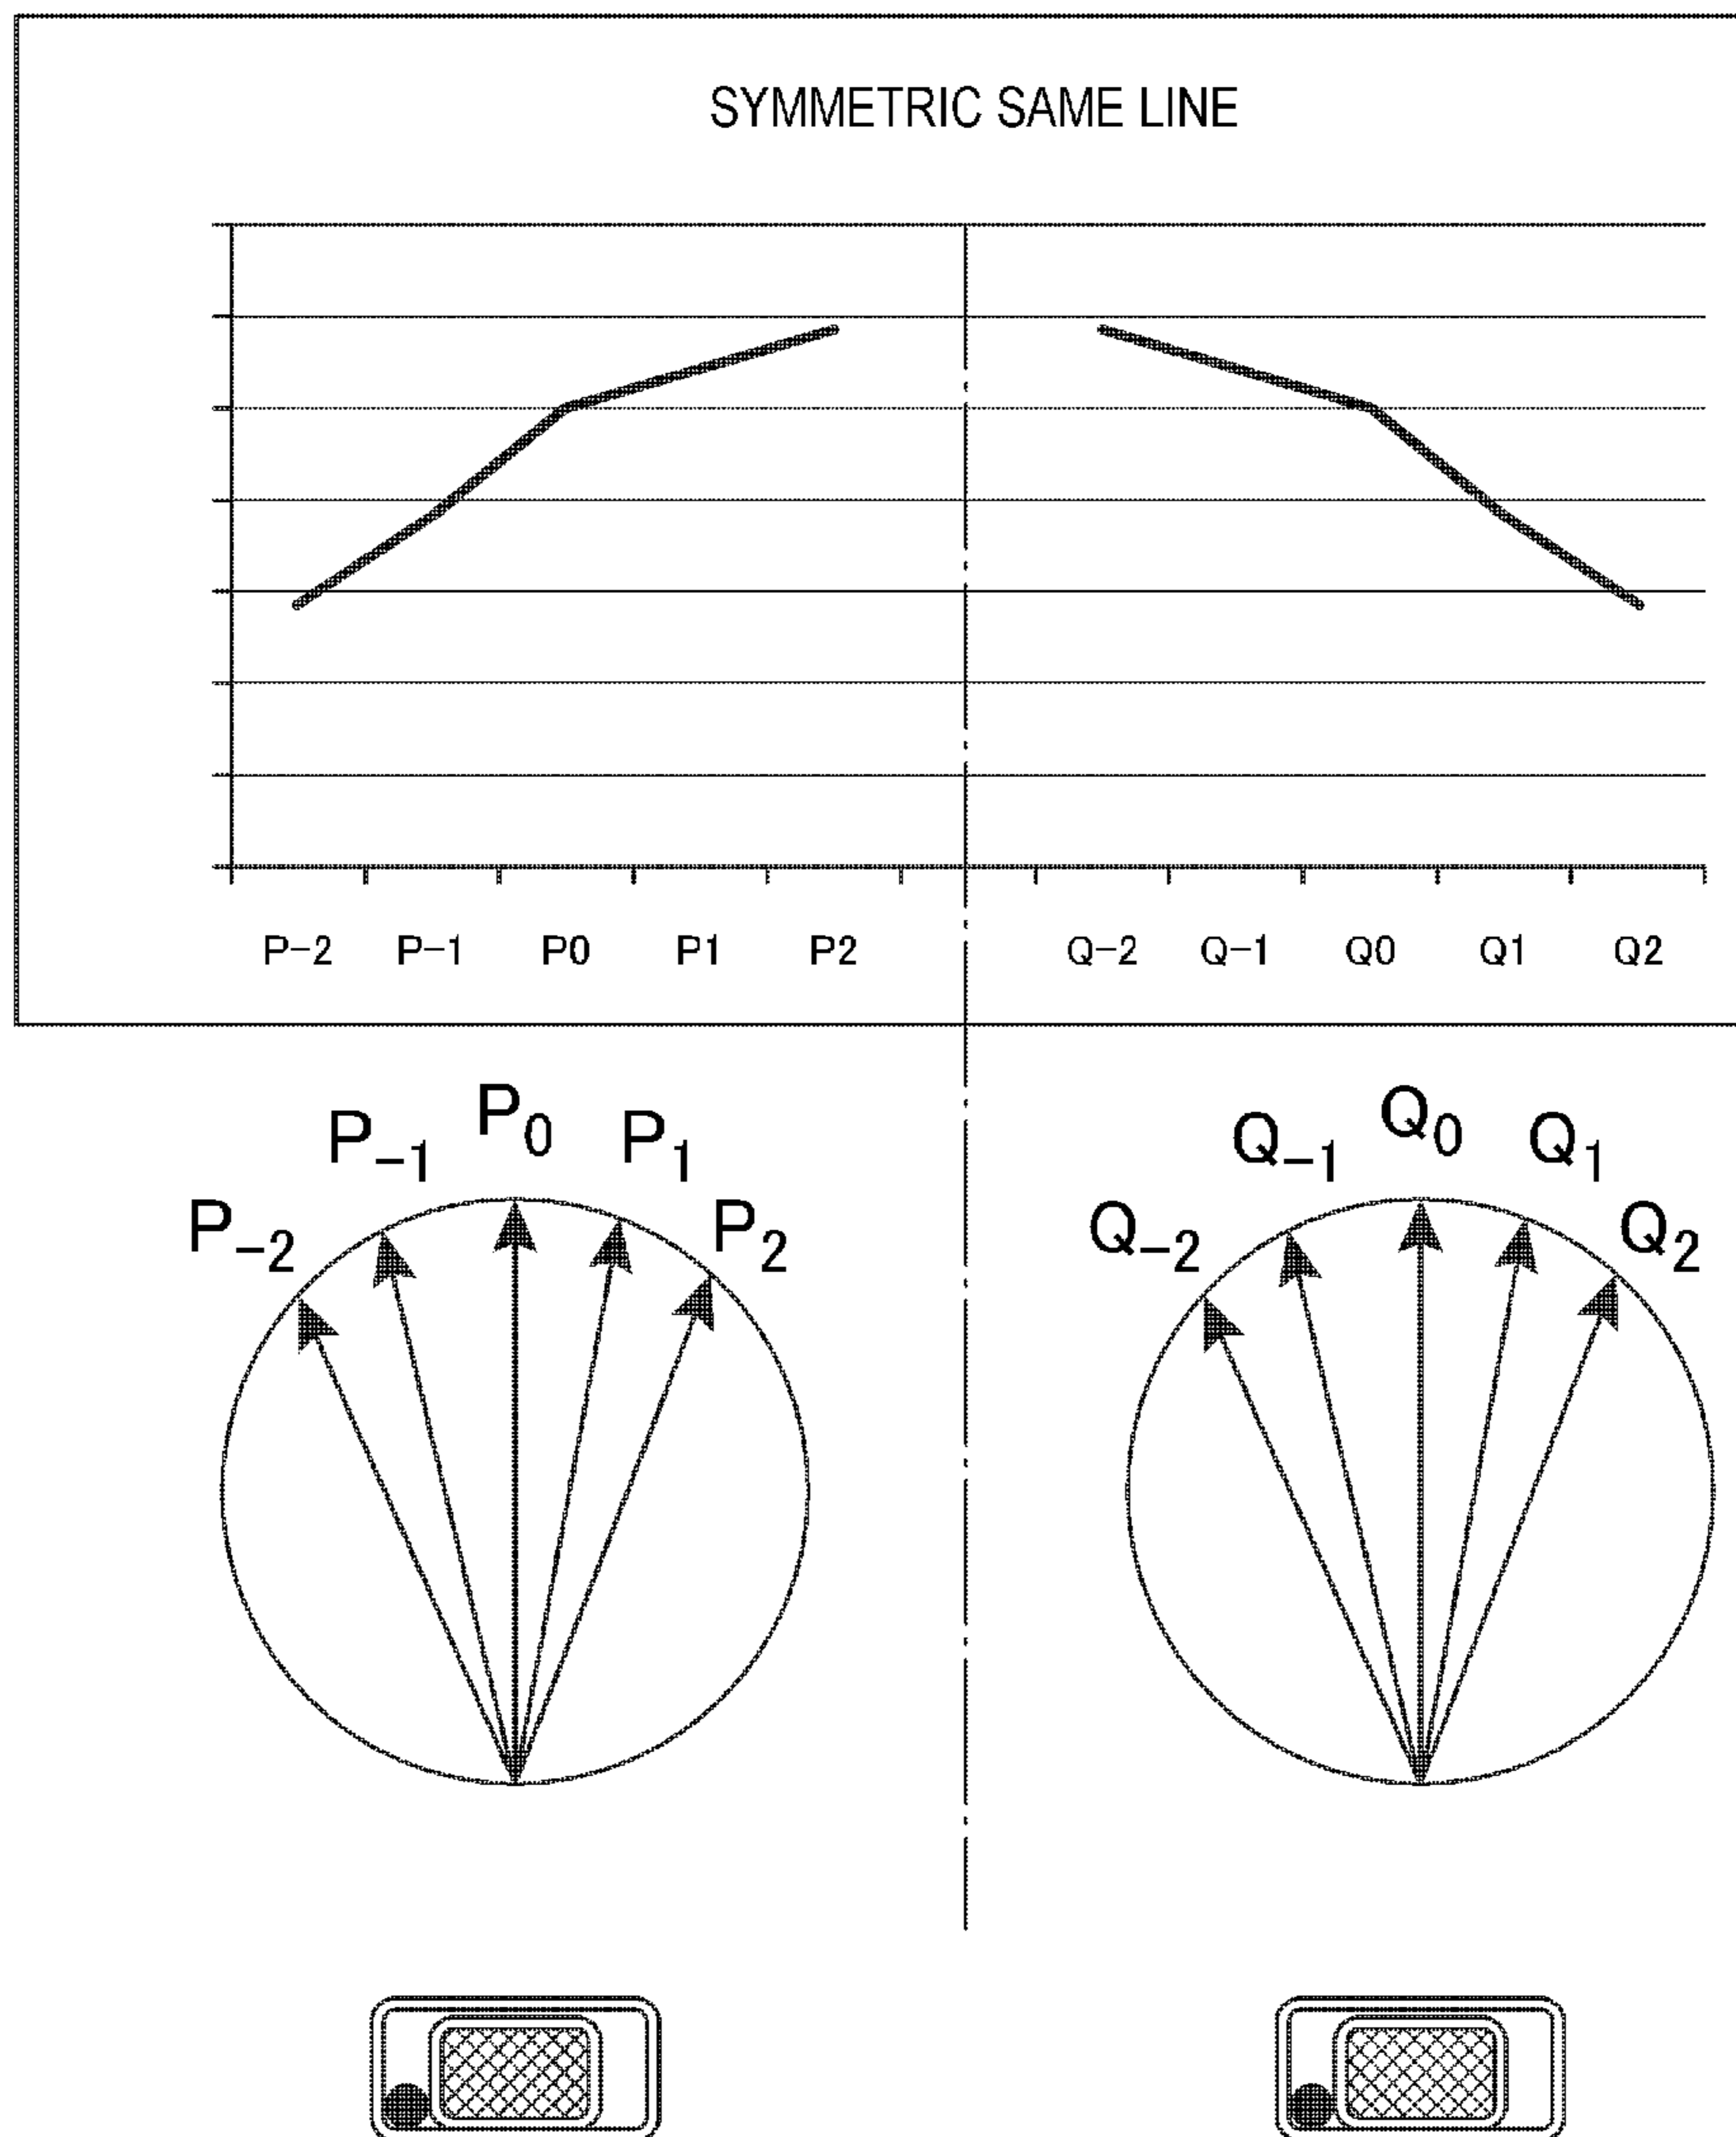 SYMMETRIC SAME LINE
P-2 P-1 P0 P1 P2 Q-2 Q-1 Q0 Q1 Q2
P₋₂ P₋₁ P₀ P₁ P₂
Q₋₂ Q₋₁ Q₀ Q₁ Q₂